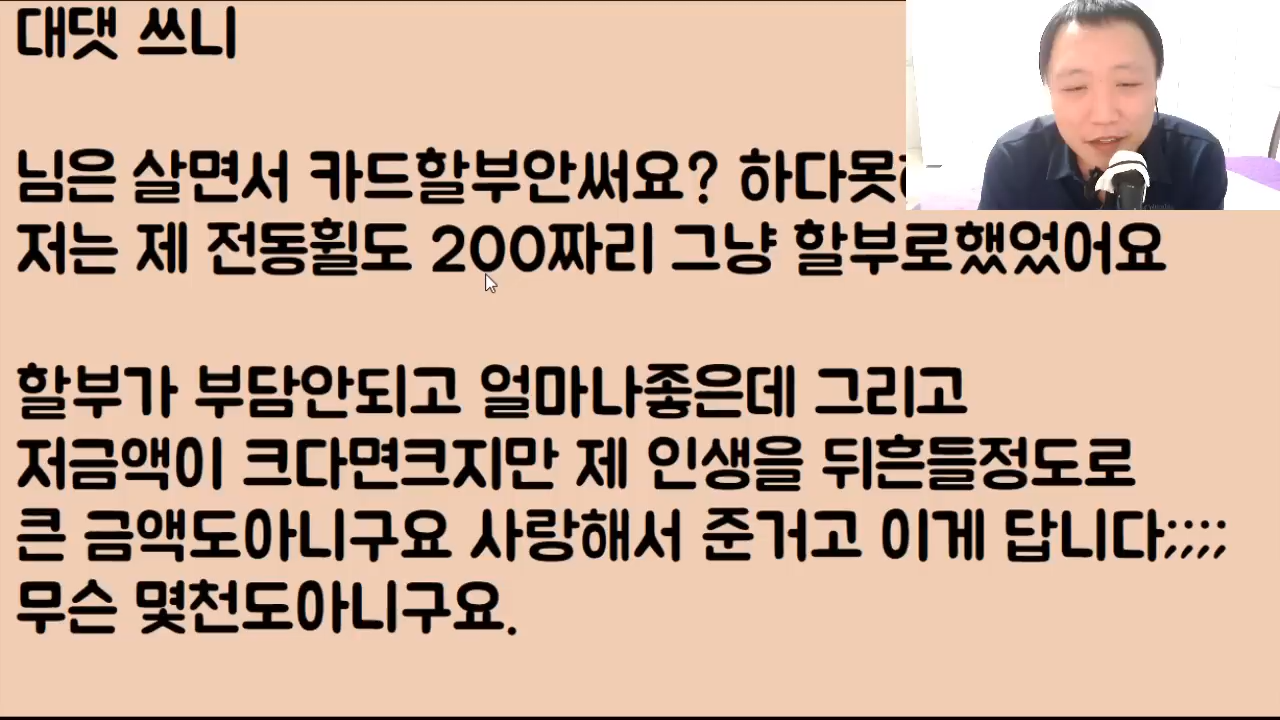 대댓 쓰니
님은 살면서 카드할부안써요? 하다못
저는 제 전동휠도 200짜리 그냥 할부로했었어요
할부가 부담안되고 얼마나좋은데 그리고
저금액이 크다면크지만 제 인생을 뒤흔들정도로
큰 금액도아니구요 사랑해서 준거고 이게 답니다;;;;
무슨 몇천도아니구요.